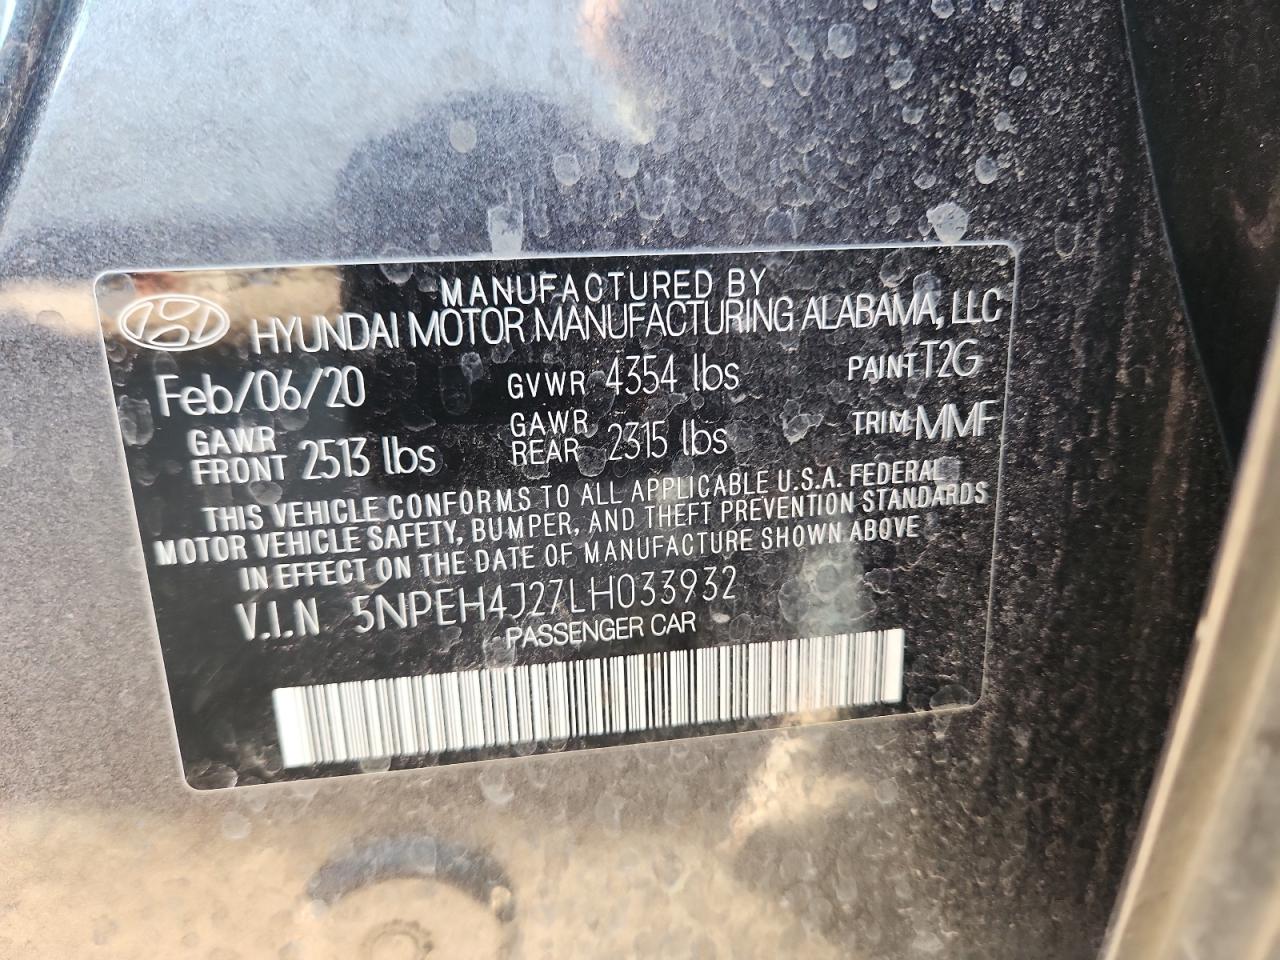 MANUFACTURED BY
HYUNDAI MOTOR MANUFACTURING ALABAMA, LLC
Feb/06/20 GVWR 4354 lbs PAINT:T2G
GAWR FRONT 2513 lbs GAWR REAR 2315 lbs TRIM:MMF
THIS VEHICLE CONFORMS TO ALL APPLICABLE U.S.A. FEDERAL
MOTOR VEHICLE SAFETY, BUMPER, AND THEFT PREVENTION STANDARDS
IN EFFECT ON THE DATE OF MANUFACTURE SHOWN ABOVE
V.I.N 5NPEH4J27LH033932
PASSENGER CAR